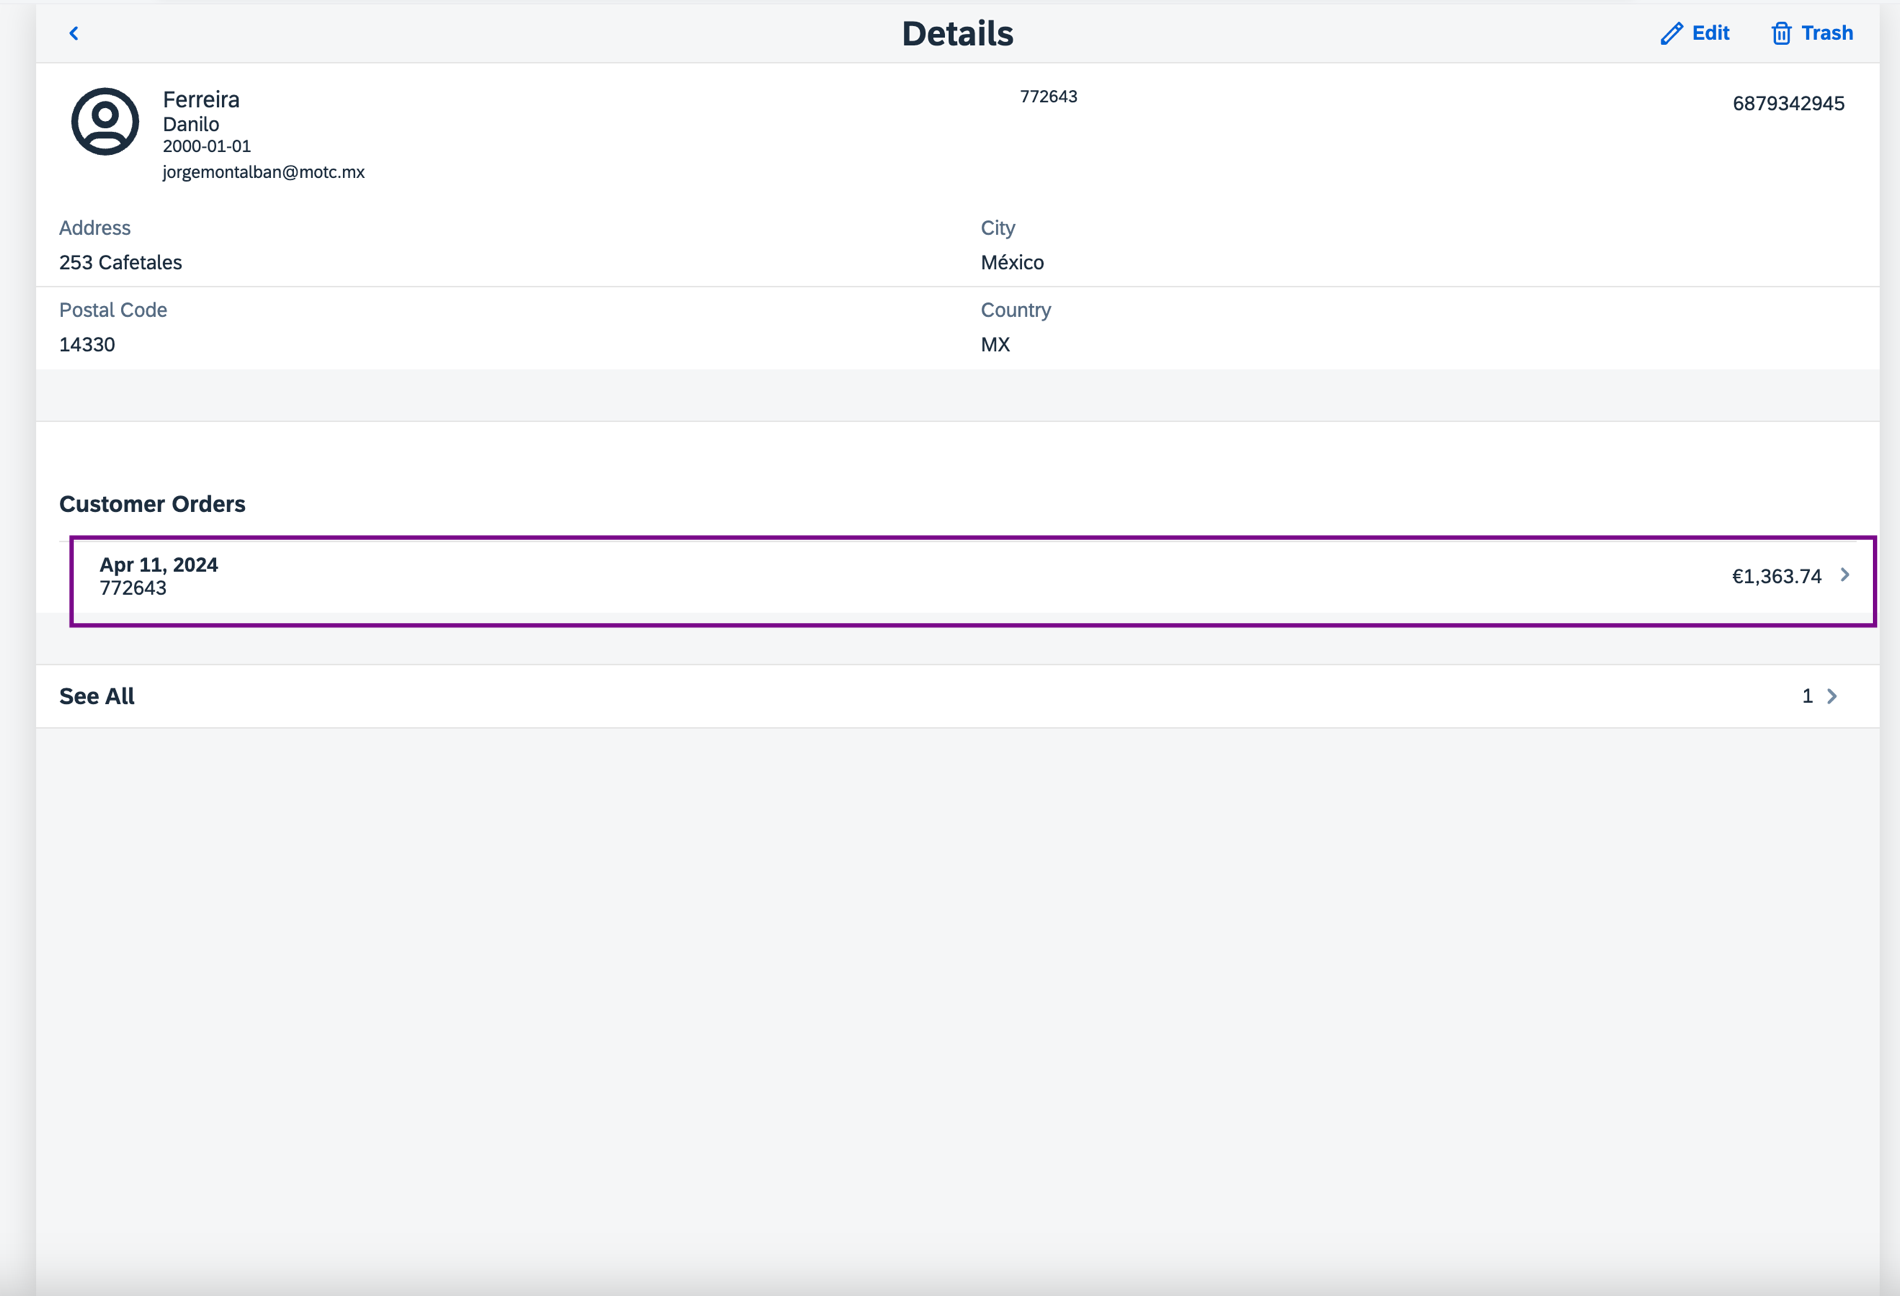 Details
Edit
Trash
Ferreira
Danilo
2000-01-01
jorgemontalban@motc.mx
772643
6879342945
Address
253 Cafetales
City
México
Postal Code
14330
Country
MX
Customer Orders
Apr 11, 2024
772643
€1,363.74
See All
1